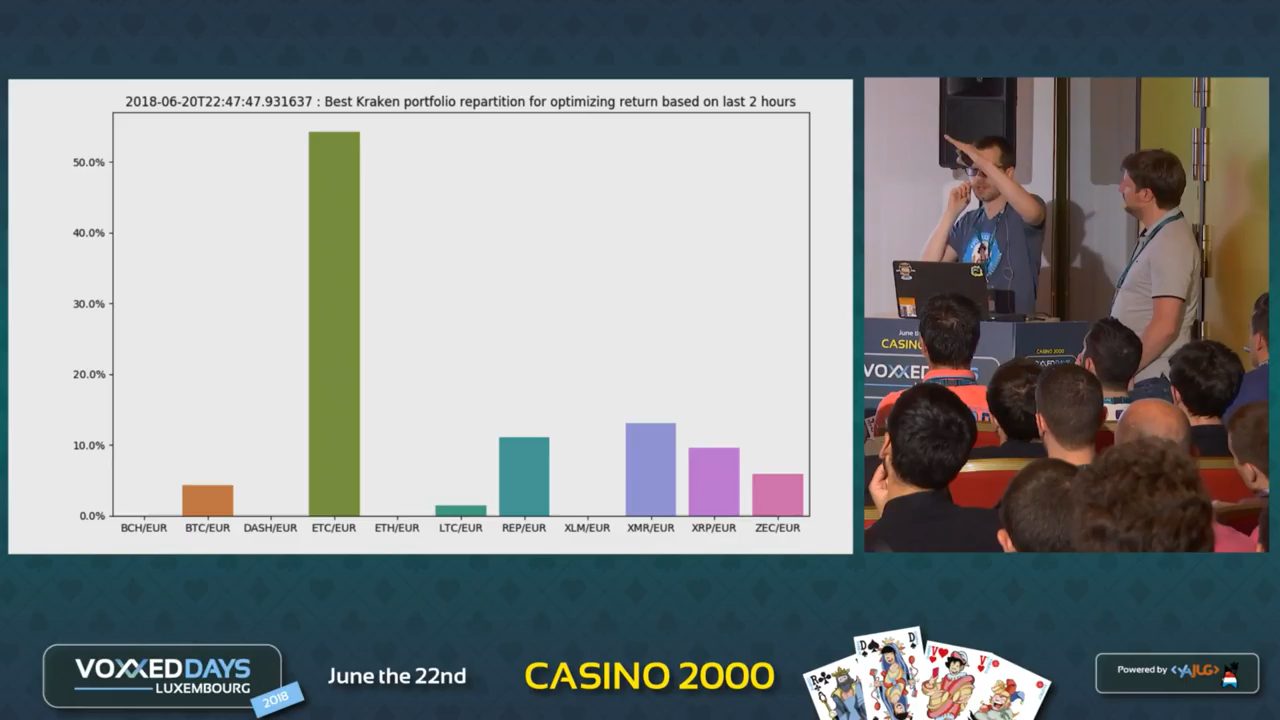 2018-06-20T22:47:47.931637 : Best Kraken portfolio repartition for optimizing return based on last 2 hours
50.0%
40.0%
30.0%
20.0%
10.0%
0.0%
BCH/EUR BTC/EUR DASH/EUR ETC/EUR ETH/EUR LTC/EUR REP/EUR XLM/EUR XMR/EUR XRP/EUR ZEC/EUR
CASINO 2000
VOXXEDDAYS
LUXEMBOURG
2018
June the 22nd
CASINO 2000
R
D
D
V
V
Powered by <YAJUG>